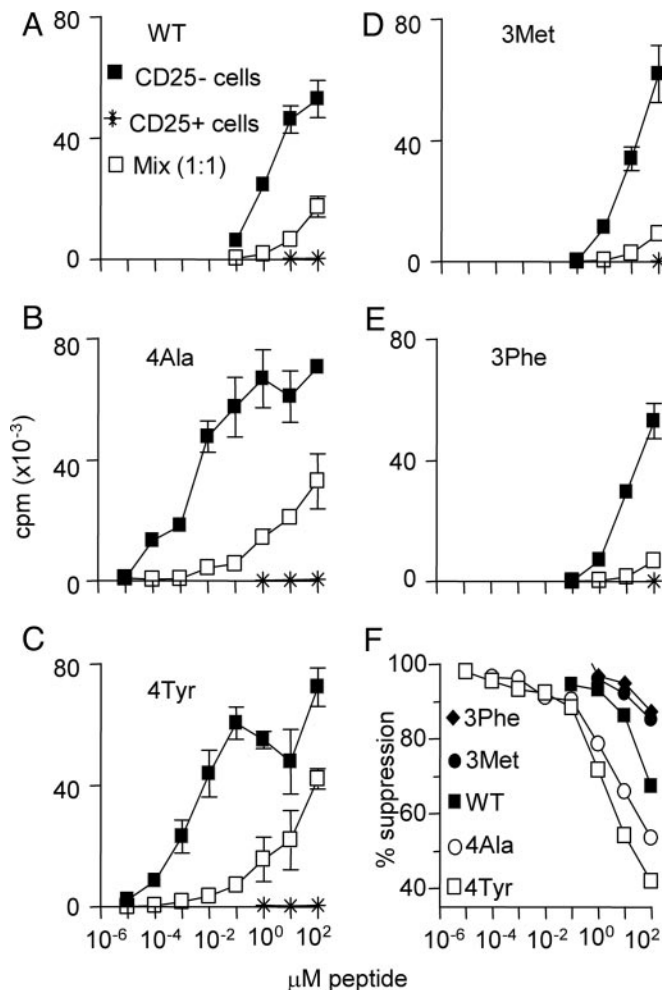 A
WT
80
40
0
CD25- cells
CD25+ cells
Mix (1:1)
B
4Ala
80
40
0
cpm (x10⁻³)
C
4Tyr
80
40
0
10⁻⁶ 10⁻⁴ 10⁻² 10⁰ 10²
D
3Met
80
40
0
E
3Phe
80
40
0
F
100
80
60
40
% suppression
3Phe
3Met
WT
4Ala
4Tyr
10⁻⁶ 10⁻⁴ 10⁻² 10⁰ 10²
μM peptide